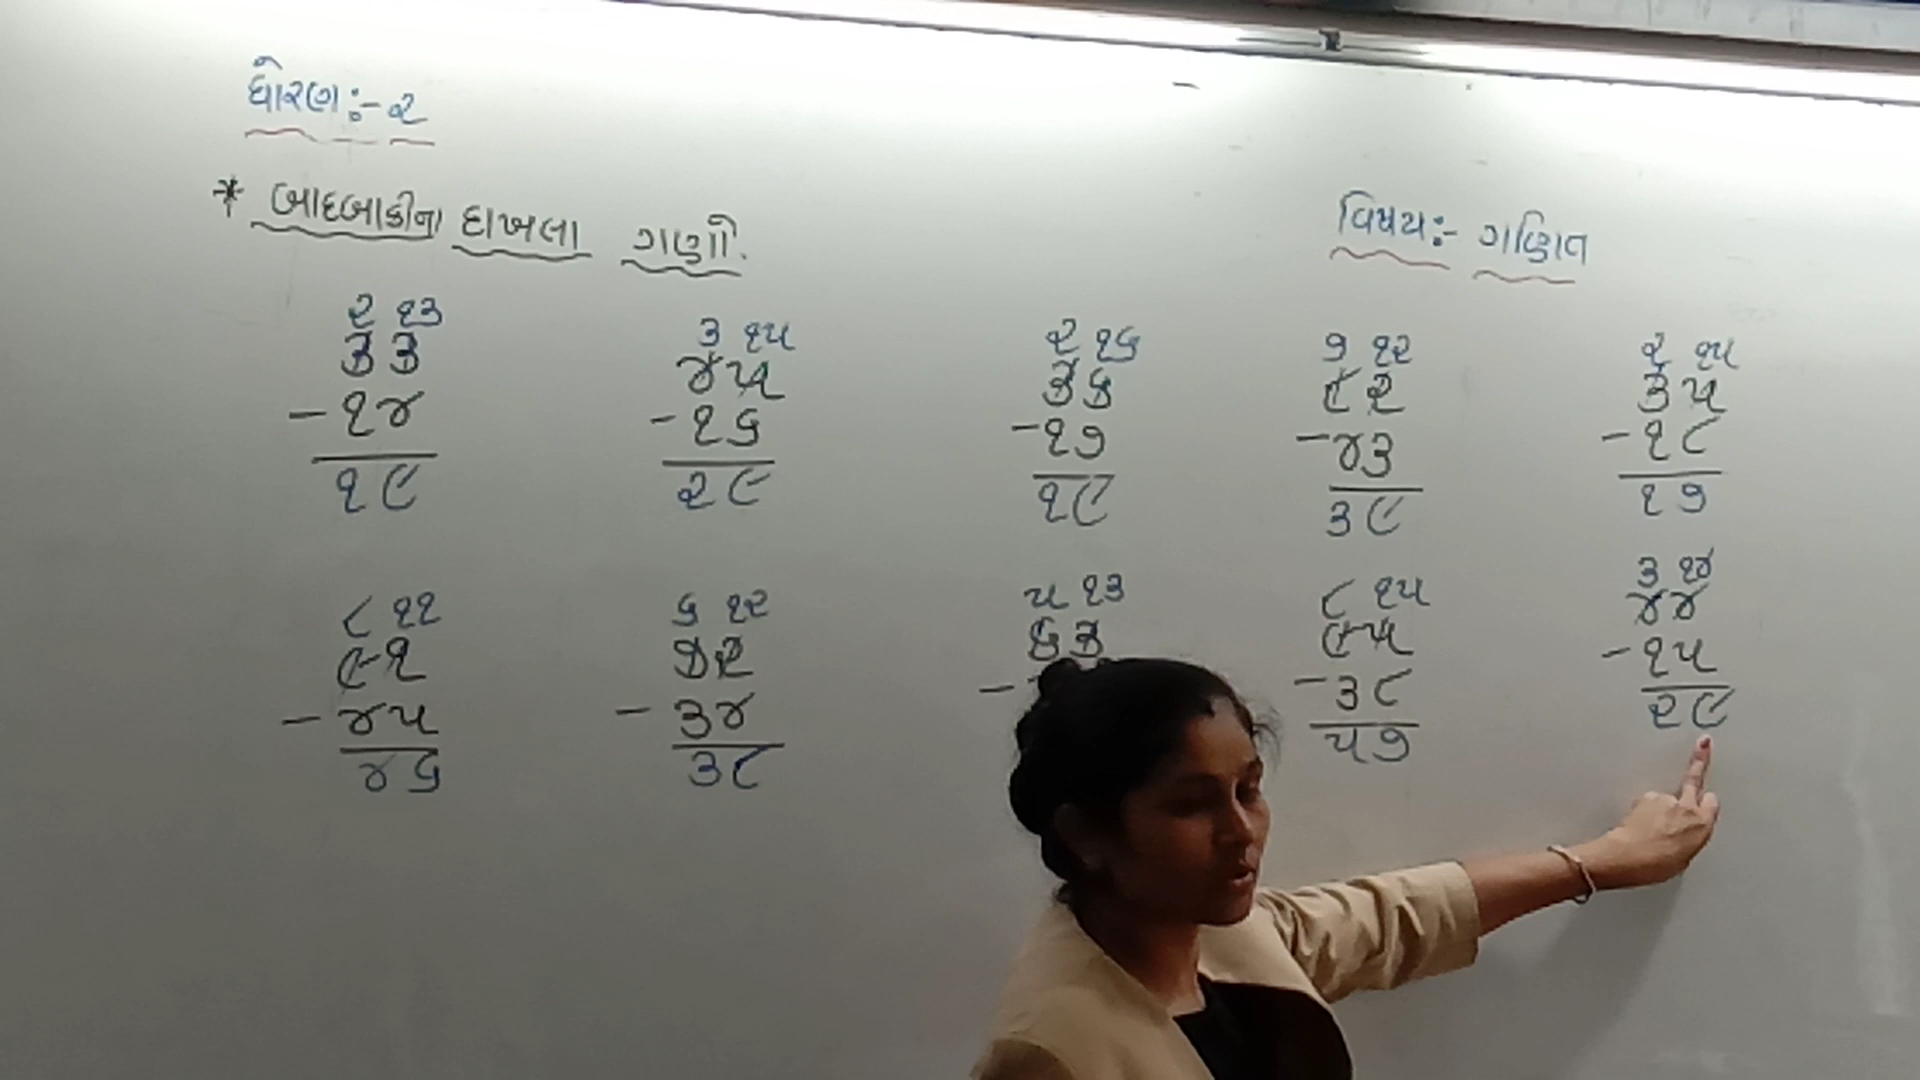 ધોરણ :- ૨
* બાદબાકીના દાખલા ગણો.
વિષય :- ગણિત
૨ ૧૩ ૩ ૧૫ ૨ ૧૬ ૭ ૧૨ ૨ ૧૫
૩૩ ૪૫ ૩૬ ૮૨ ૩૫
-૧૪ -૧૬ -૧૭ -૪૩ -૧૮
૧૯ ૨૯ ૧૯ ૩૯ ૧૭
૮ ૧૧ ૬ ૧૨ ૫ ૧૩ ૮ ૧૫ ૩ ૧૪
૯૧ ૭૨ ૬૩ ૯૫ ૪૪
-૪૫ -૩૪ - -૩૮ -૧૫
૪૬ ૩૮ ૫૭ ૨૯